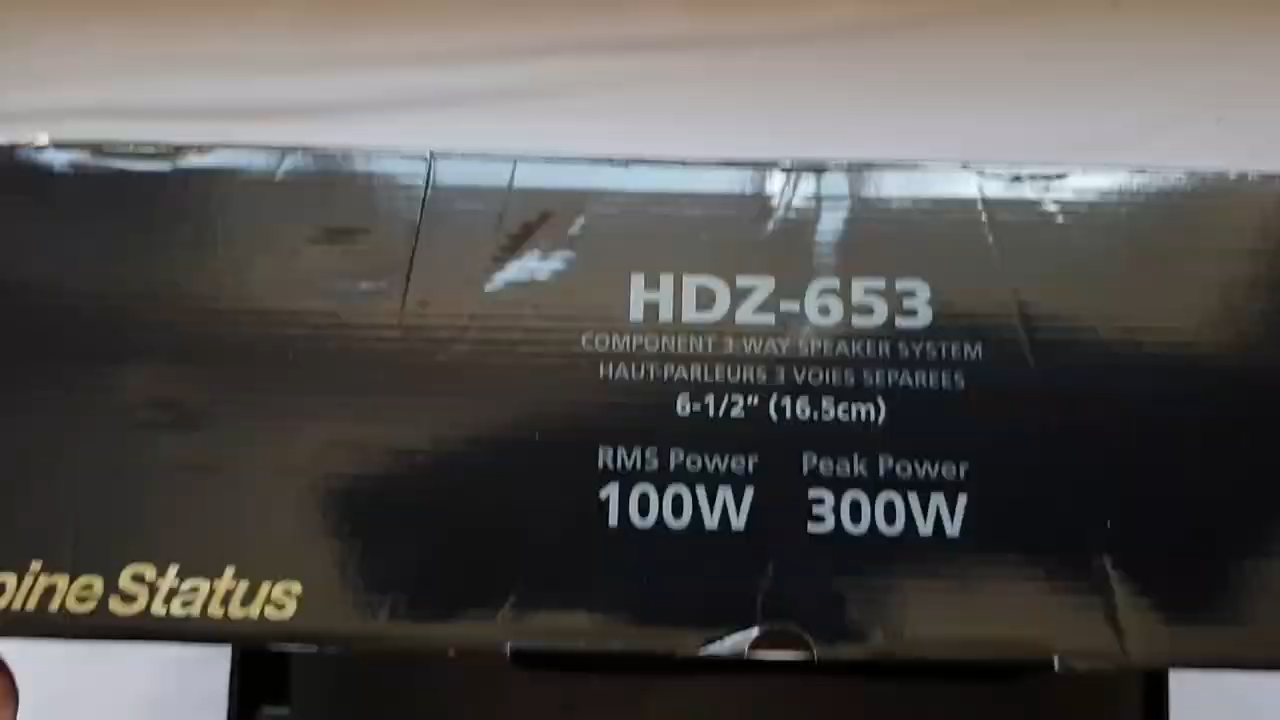 HDZ-653
COMPONENT 3 WAY SPEAKER SYSTEM
HAUT-PARLEURS 3 VOIES SEPAREES
6-1/2" (16.5cm)
RMS Power Peak Power
100W 300W
pine Status